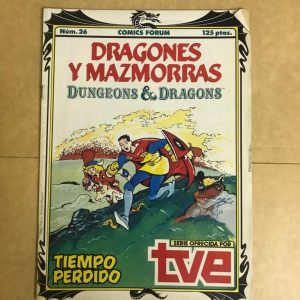 Núm. 26
COMICS FORUM
125 ptas.
DRAGONES
Y MAZMORRAS
DUNGEONS & DRAGONS
TIEMPO
PERDIDO
SERIE OFRECIDA POR
tve